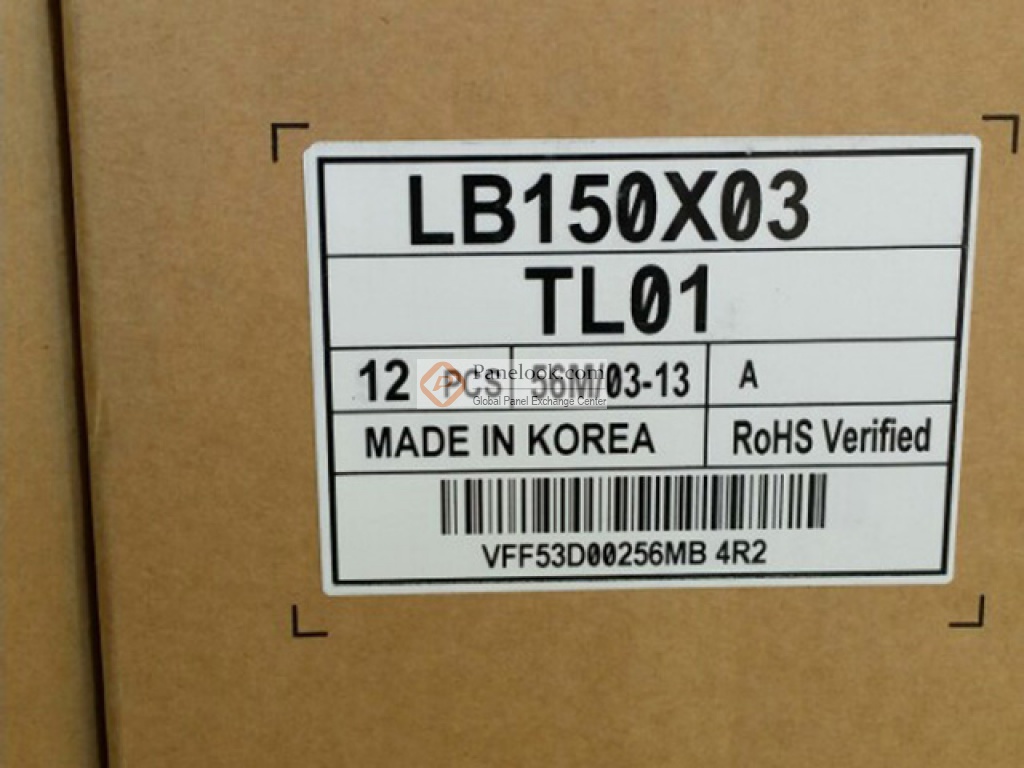 LB150X03
TL01
12 PCS 56M/03-13 A
Panelock.com
Global Panel Exchange Center
MADE IN KOREA RoHS Verified
VFF53D00256MB 4R2